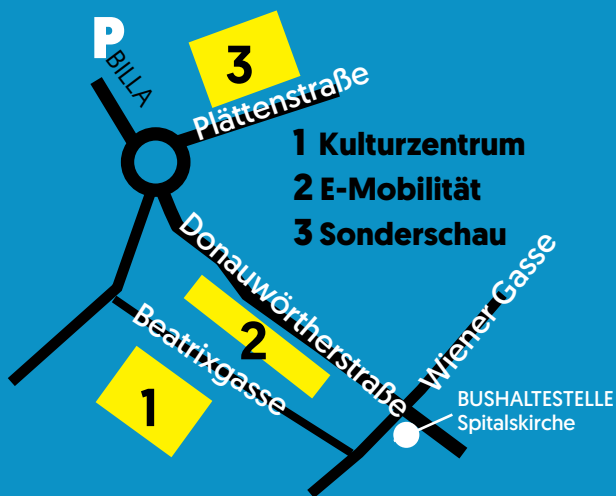 P
BILLA
3
Plättenstraße
1 Kulturzentrum
2 E-Mobilität
3 Sonderschau
Donauwörtherstraße
Wiener Gasse
Beatrixgasse
2
1
BUSHALTESTELLE
Spitalskirche